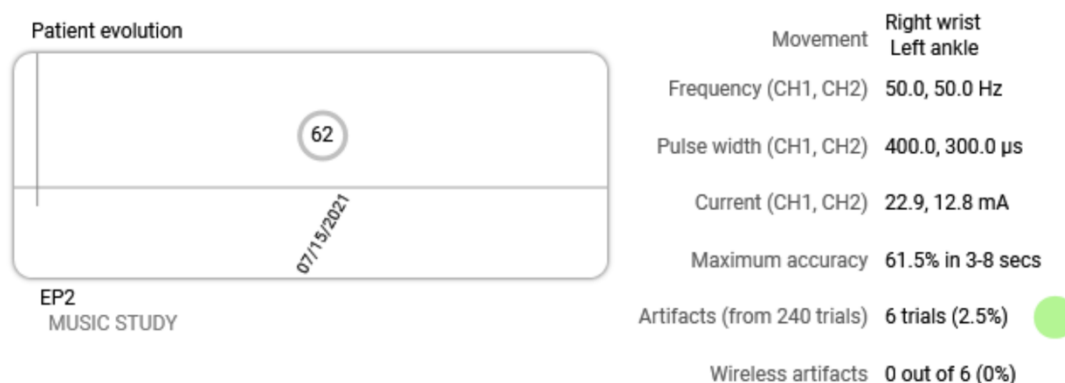 Patient evolution
62
07/15/2021
EP2
MUSIC STUDY
Movement Right wrist
Left ankle
Frequency (CH1, CH2) 50.0, 50.0 Hz
Pulse width (CH1, CH2) 400.0, 300.0 µs
Current (CH1, CH2) 22.9, 12.8 mA
Maximum accuracy 61.5% in 3-8 secs
Artifacts (from 240 trials) 6 trials (2.5%)
Wireless artifacts 0 out of 6 (0%)